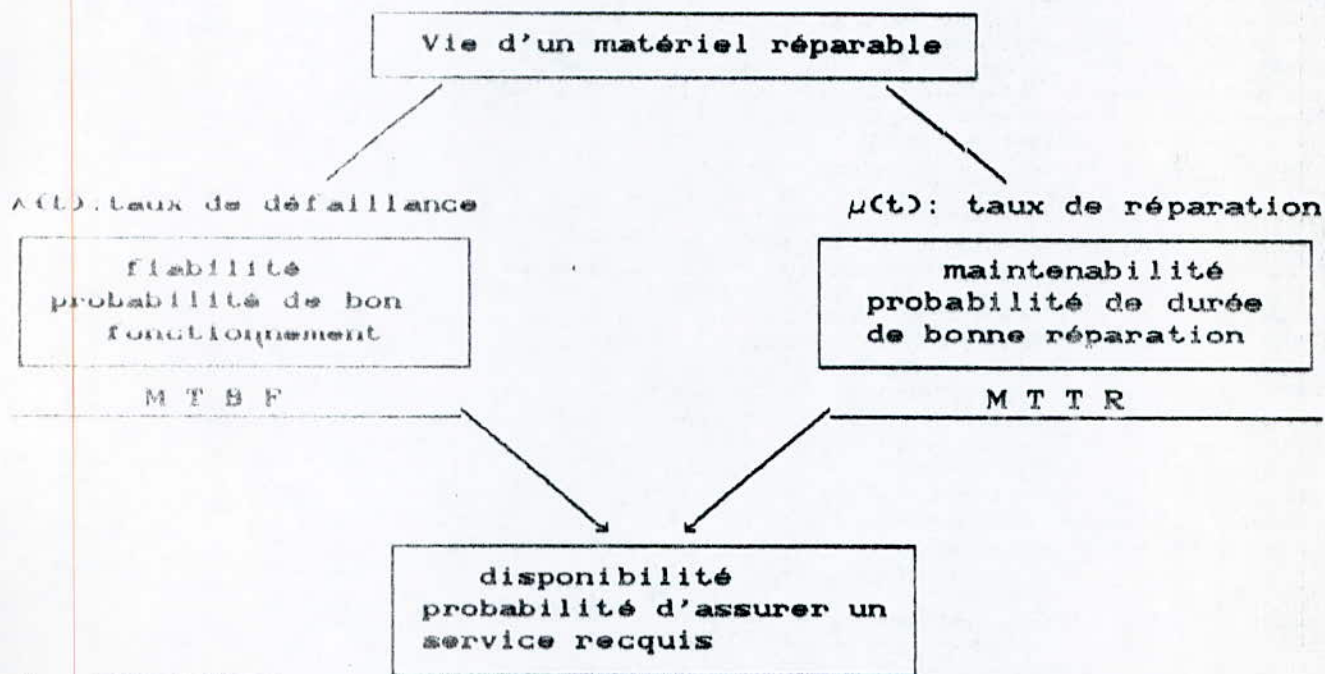 Vie d'un matériel réparable
λ(t):taux de défaillance
μ(t): taux de réparation
fiabilité
probabilité de bon
fonctionnement
maintenabilité
probabilité de durée
de bonne réparation
M T B F
M T T R
disponibilité
probabilité d'assurer un
service recquis